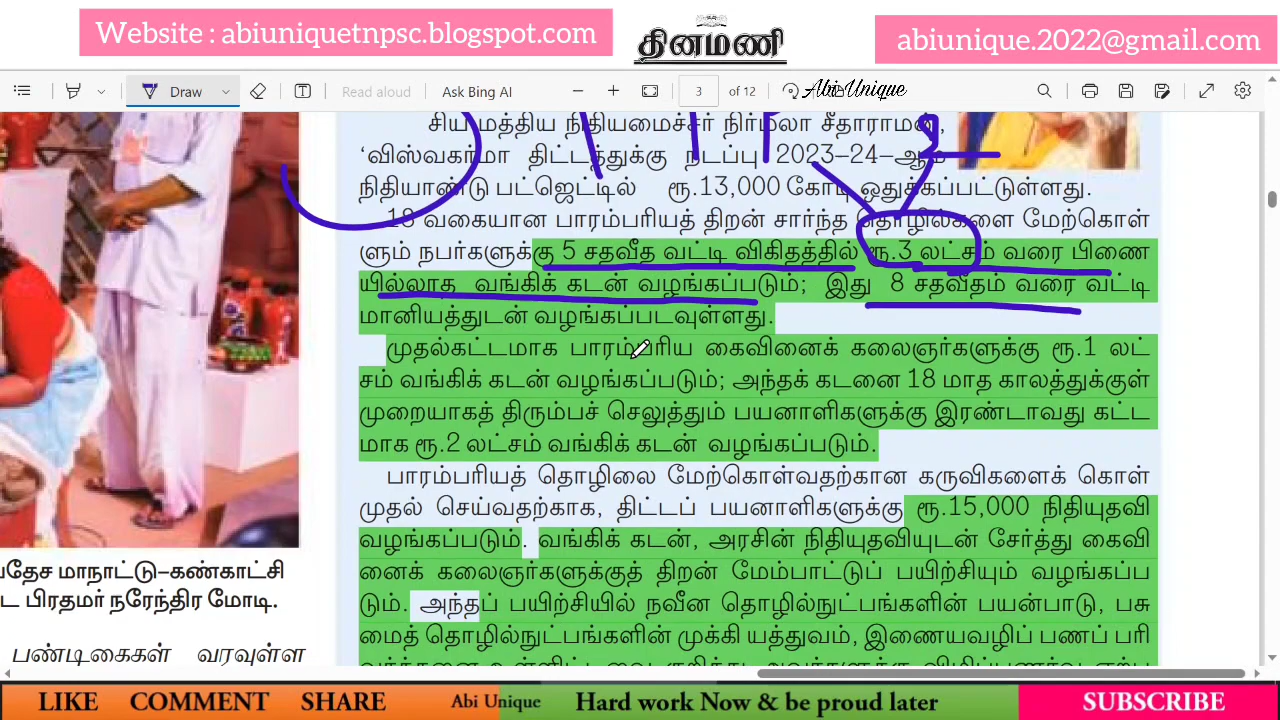 Website : abiuniquetnpsc.blogspot.com
தினமணி
abiunique.2022@gmail.com
Draw
Read aloud
Ask Bing AI
3 of 12
Abi Unique
சிய மத்திய நிதியமைச்சர் நிர்மலா சீதாராமன்,
‘விஸ்வகர்மா திட்டத்துக்கு நடப்பு 2023–24–ஆம்
நிதியாண்டு பட்ஜெட்டில் ரூ.13,000 கோடி ஒதுக்கப்பட்டுள்ளது.
18 வகையான பாரம்பரியத் திறன் சார்ந்த தொழில்களை மேற்கொள்
ளும் நபர்களுக்கு 5 சதவீத வட்டி விகிதத்தில் ரூ.3 லட்சம் வரை பிணை
யில்லாத வங்கிக் கடன் வழங்கப்படும்; இது 8 சதவீதம் வரை வட்டி
மானியத்துடன் வழங்கப்படவுள்ளது.
முதல்கட்டமாக பாரம்பரிய கைவினைக் கலைஞர்களுக்கு ரூ.1 லட்
சம் வங்கிக் கடன் வழங்கப்படும்; அந்தக் கடனை 18 மாத காலத்துக்குள்
முறையாகத் திரும்பச் செலுத்தும் பயனாளிகளுக்கு இரண்டாவது கட்ட
மாக ரூ.2 லட்சம் வங்கிக் கடன் வழங்கப்படும்.
பாரம்பரியத் தொழிலை மேற்கொள்வதற்கான கருவிகளைக் கொள்
முதல் செய்வதற்காக, திட்டப் பயனாளிகளுக்கு ரூ.15,000 நிதியுதவி
வழங்கப்படும். வங்கிக் கடன், அரசின் நிதியுதவியுடன் சேர்த்து கைவி
னைக் கலைஞர்களுக்குத் திறன் மேம்பாட்டுப் பயிற்சியும் வழங்கப்ப
டும். அந்தப் பயிற்சியில் நவீன தொழில்நுட்பங்களின் பயன்பாடு, பசு
மைத் தொழில்நுட்பங்களின் முக்கி யத்துவம், இணையவழிப் பணப் பரி
தேச மாநாட்டு–கண்காட்சி
ட பிரதமர் நரேந்திர மோடி.
பண்டிகைகள் வரவுள்ள
LIKE COMMENT SHARE
Abi Unique
Hard work Now & be proud later
SUBSCRIBE